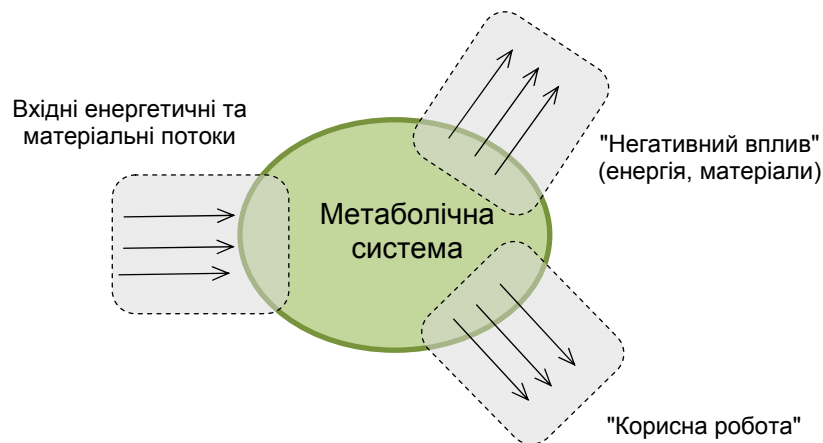 Вхідні енергетичні та
матеріальні потоки
"Негативний вплив"
(енергія, матеріали)
Метаболічна
система
"Корисна робота"